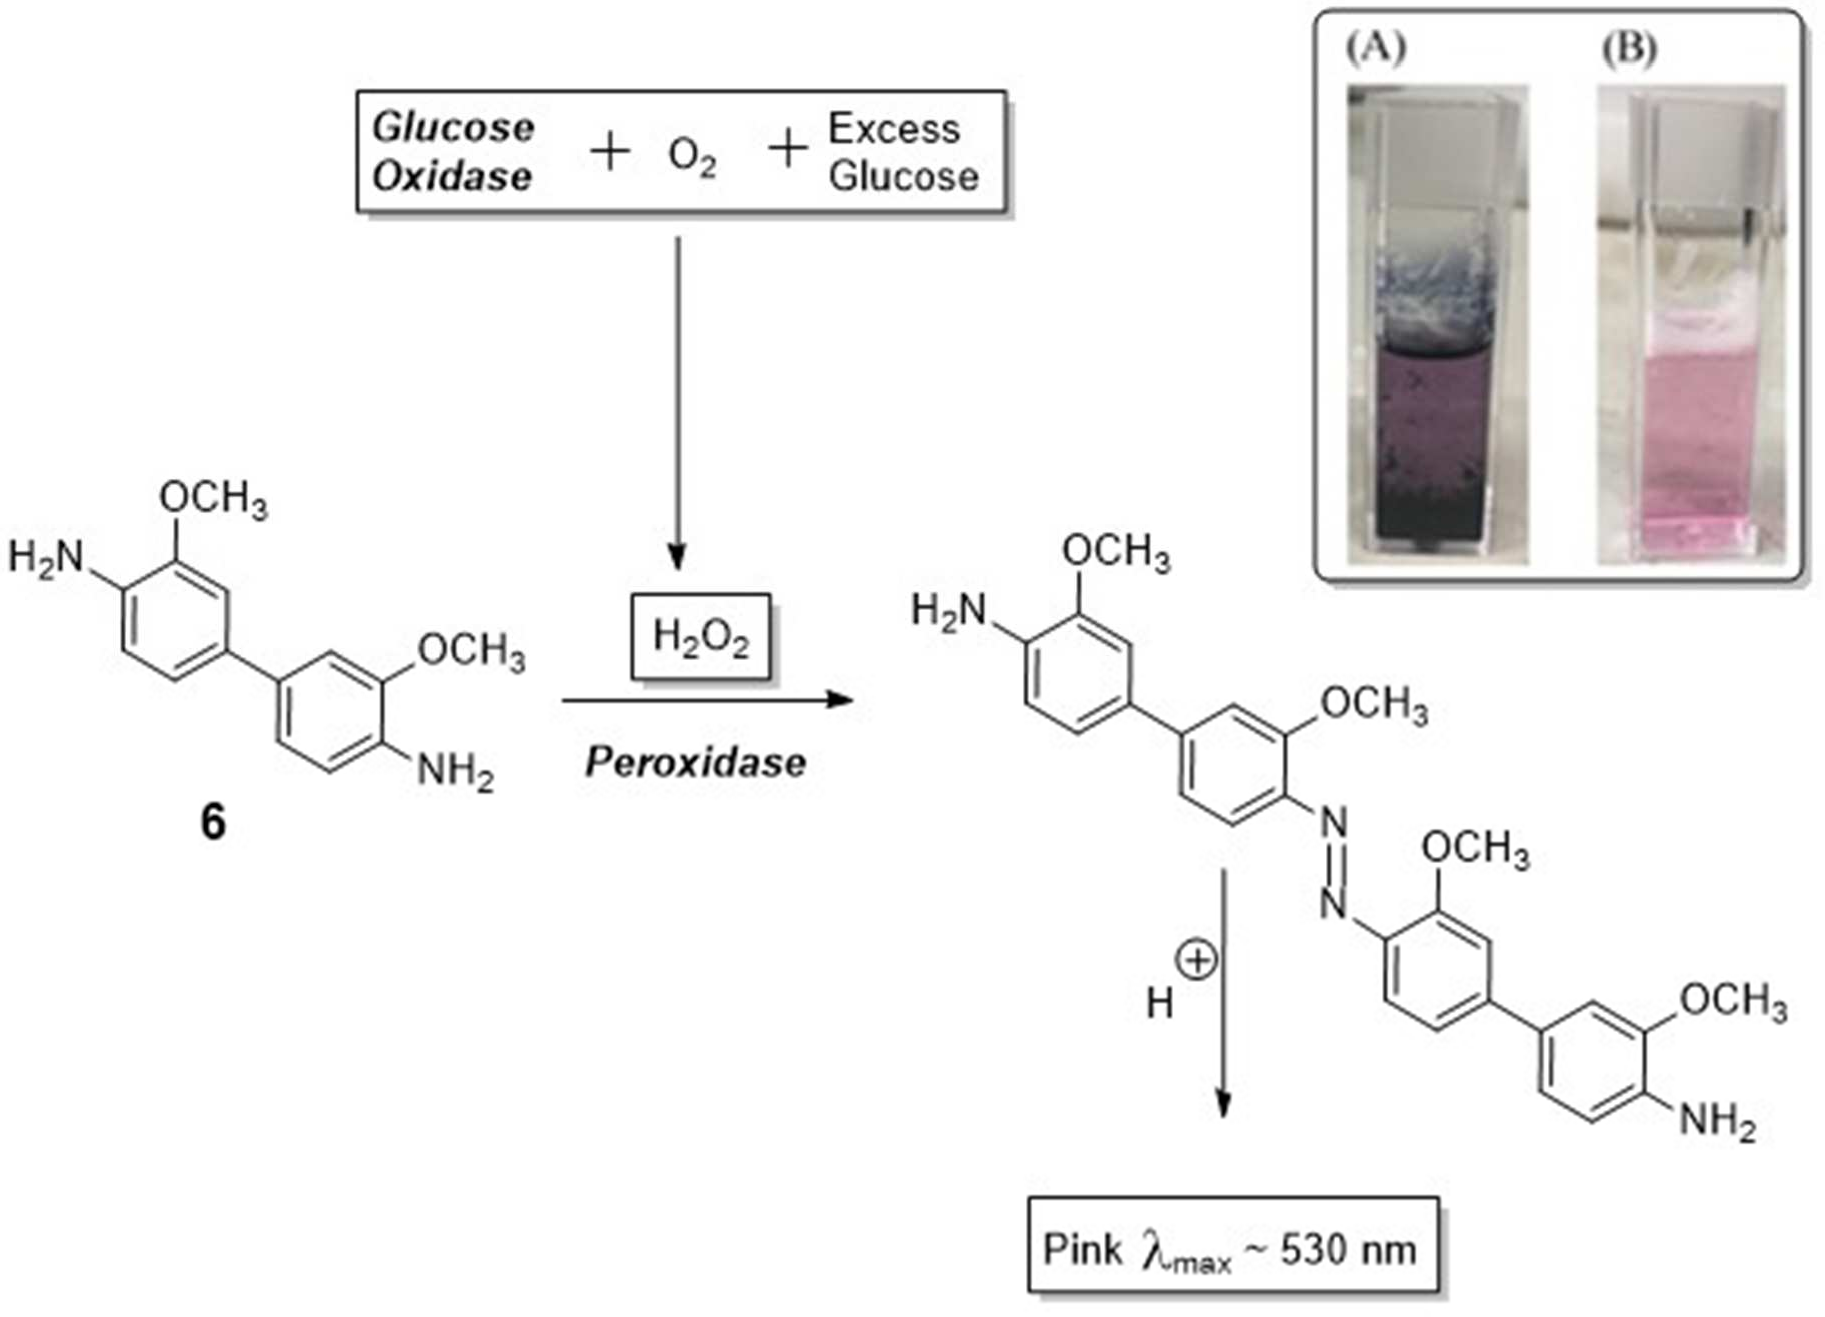 (A)
(B)
Glucose Oxidase + O2 + Excess Glucose
H2O2
Peroxidase
OCH3
H2N
OCH3
NH2
6
OCH3
H2N
OCH3
N
N
OCH3
OCH3
NH2
H
+
Pink λmax ~ 530 nm